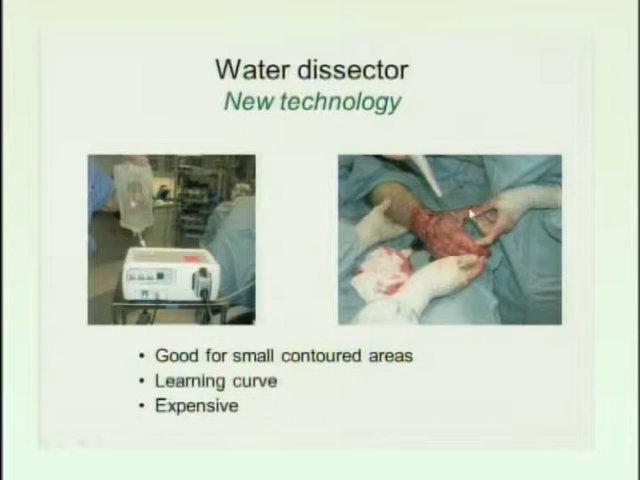 Water dissector
New technology
• Good for small contoured areas
• Learning curve
• Expensive